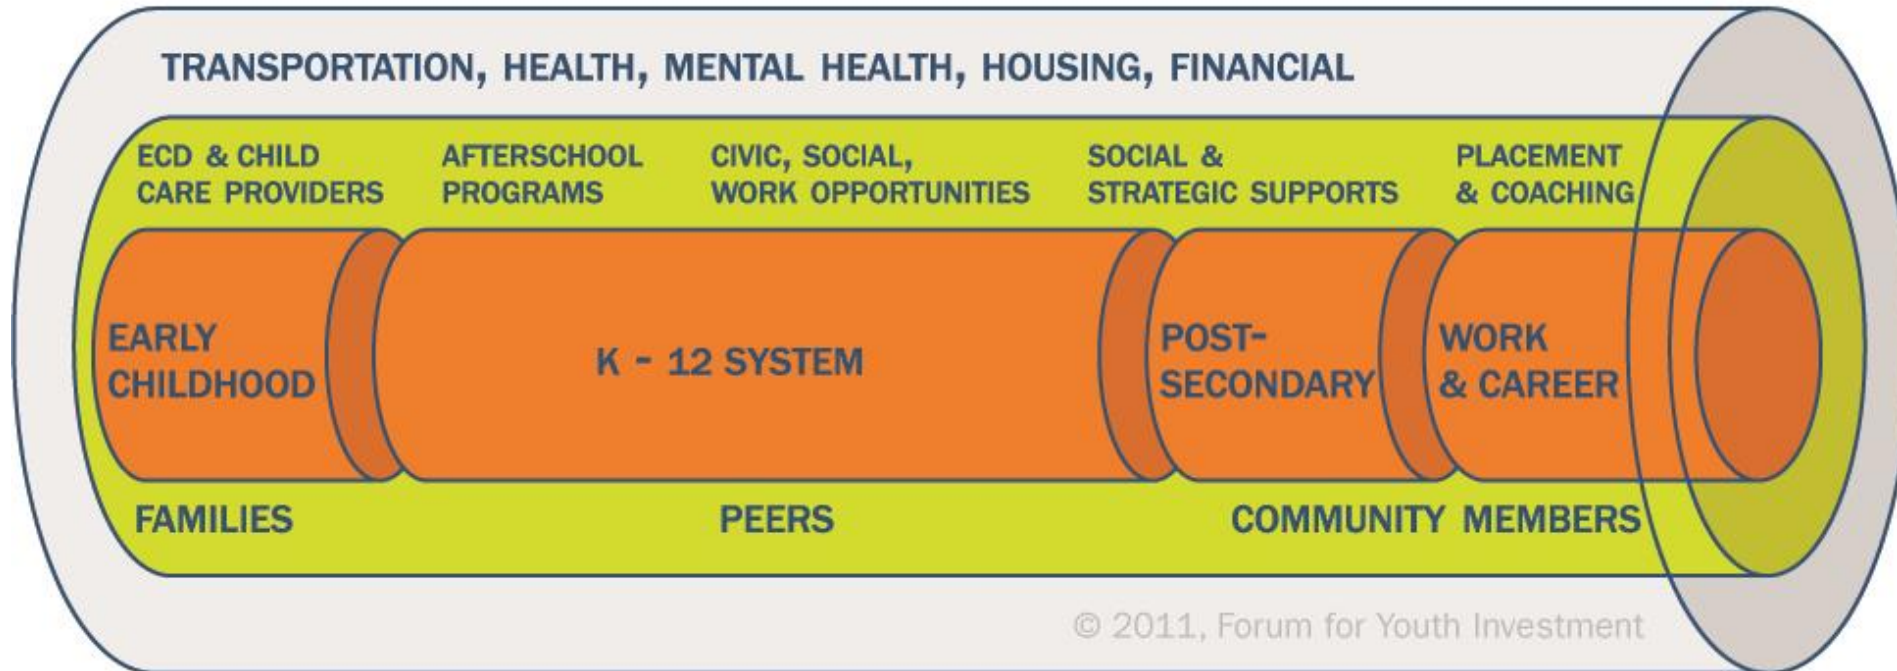 TRANSPORTATION, HEALTH, MENTAL HEALTH, HOUSING, FINANCIAL
ECD & CHILD
CARE PROVIDERS
AFTERSCHOOL
PROGRAMS
CIVIC, SOCIAL,
WORK OPPORTUNITIES
SOCIAL &
STRATEGIC SUPPORTS
PLACEMENT
& COACHING
EARLY
CHILDHOOD
K - 12 SYSTEM
POST-
SECONDARY
WORK
& CAREER
FAMILIES
PEERS
COMMUNITY MEMBERS
© 2011, Forum for Youth Investment